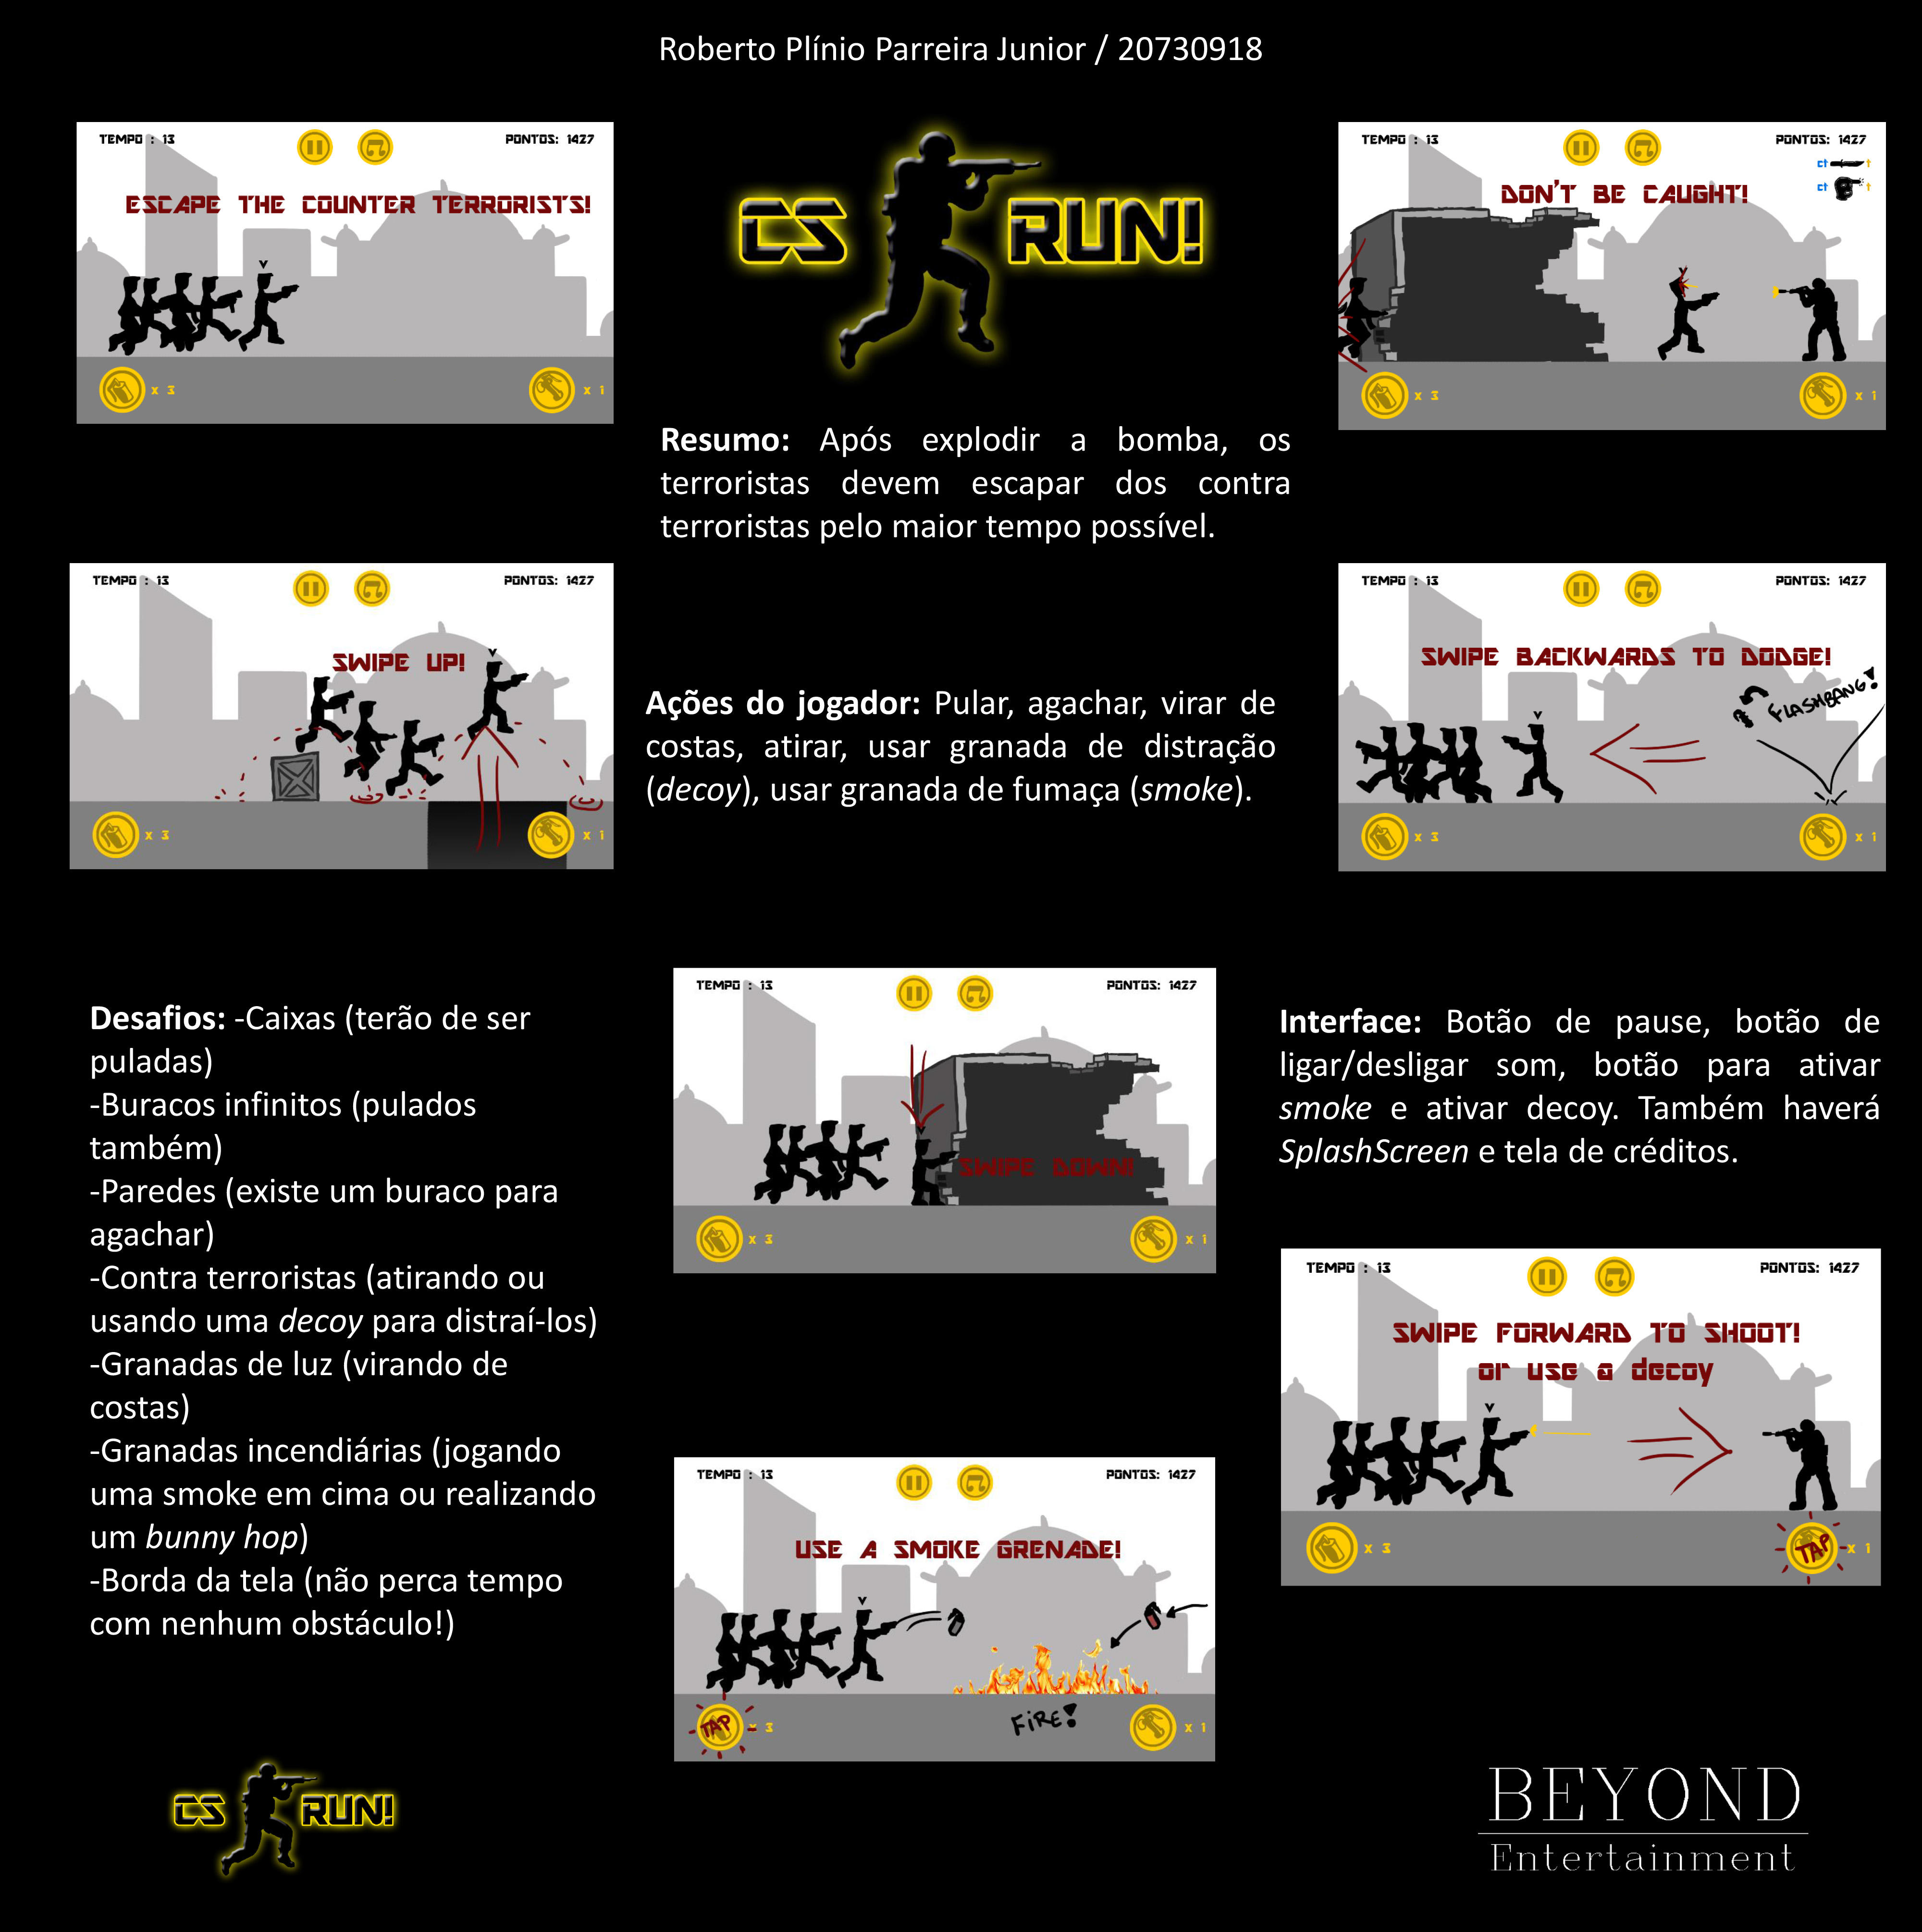 Roberto Plínio Parreira Junior / 20730918
TEMPO : 13
PONTOS: 1427
ESCAPE THE COUNTER TERRORISTS!
x 3
x 1
CS RUN!
TEMPO : 13
PONTOS: 1427
ct t
ct t
DON'T BE CAUGHT!
x 3
x 1
Resumo: Após explodir a bomba, os
terroristas devem escapar dos contra
terroristas pelo maior tempo possível.
TEMPO : 13
PONTOS: 1427
SWIPE UP!
x 3
x 1
Ações do jogador: Pular, agachar, virar de
costas, atirar, usar granada de distração
(decoy), usar granada de fumaça (smoke).
TEMPO : 13
PONTOS: 1427
SWIPE BACKWARDS TO DODGE!
FLASHBANG!
x 3
x 1
Desafios: -Caixas (terão de ser
puladas)
-Buracos infinitos (pulados
também)
-Paredes (existe um buraco para
agachar)
-Contra terroristas (atirando ou
usando uma decoy para distraí-los)
-Granadas de luz (virando de
costas)
-Granadas incendiárias (jogando
uma smoke em cima ou realizando
um bunny hop)
-Borda da tela (não perca tempo
com nenhum obstáculo!)
TEMPO : 13
PONTOS: 1427
SWIPE DOWN!
x 3
x 1
Interface: Botão de pause, botão de
ligar/desligar som, botão para ativar
smoke e ativar decoy. Também haverá
SplashScreen e tela de créditos.
TEMPO : 13
PONTOS: 1427
SWIPE FORWARD TO SHOOT!
or use a decoy
x 3
TAP
x 1
TEMPO : 13
PONTOS: 1427
USE A SMOKE GRENADE!
TAP
x 3
FiRE!
x 1
CS RUN!
BEYOND
Entertainment